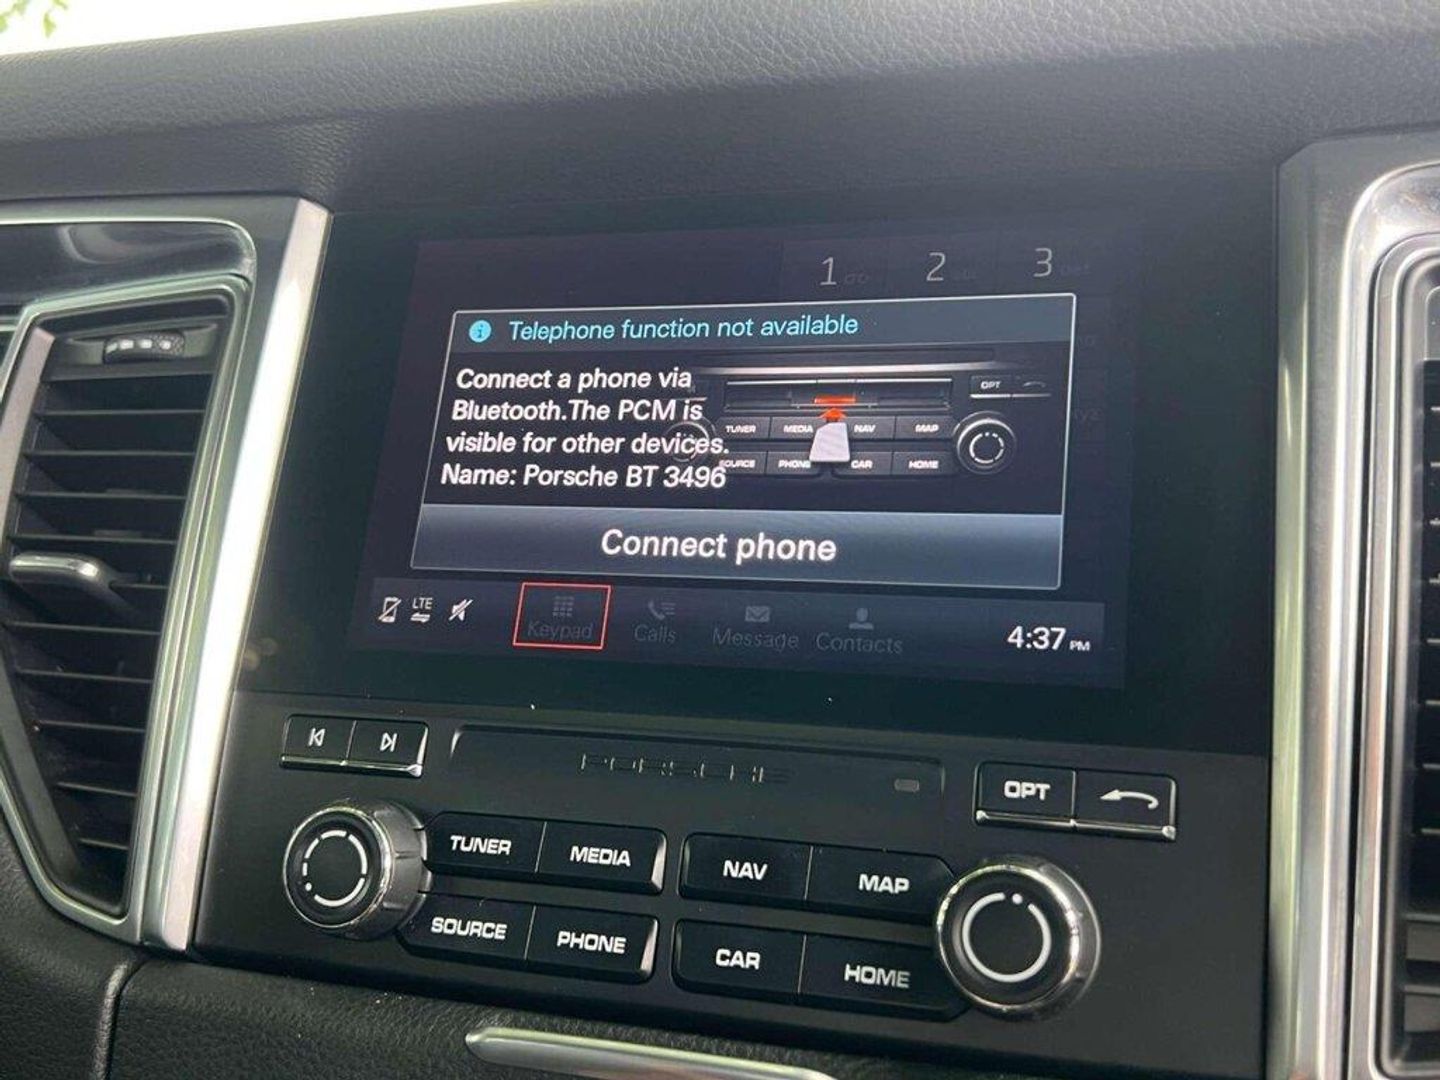 1 2 3
Telephone function not available
Connect a phone via
Bluetooth.The PCM is
visible for other devices.
Name: Porsche BT 3496
OPT
TUNER MEDIA NAV MAP
SOURCE PHONE CAR HOME
Connect phone
LTE
Keypad Calls Message Contacts
4:37 PM
PORSCHE
OPT
TUNER MEDIA NAV MAP
SOURCE PHONE CAR HOME